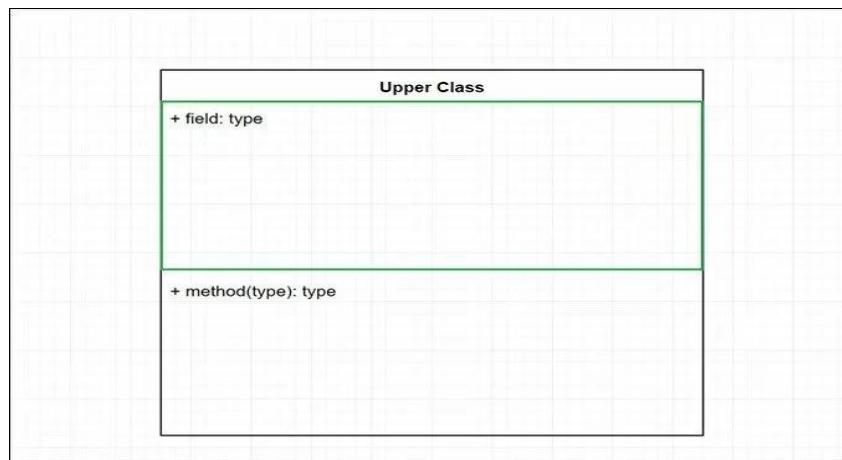 Upper Class
+ field: type
+ method(type): type